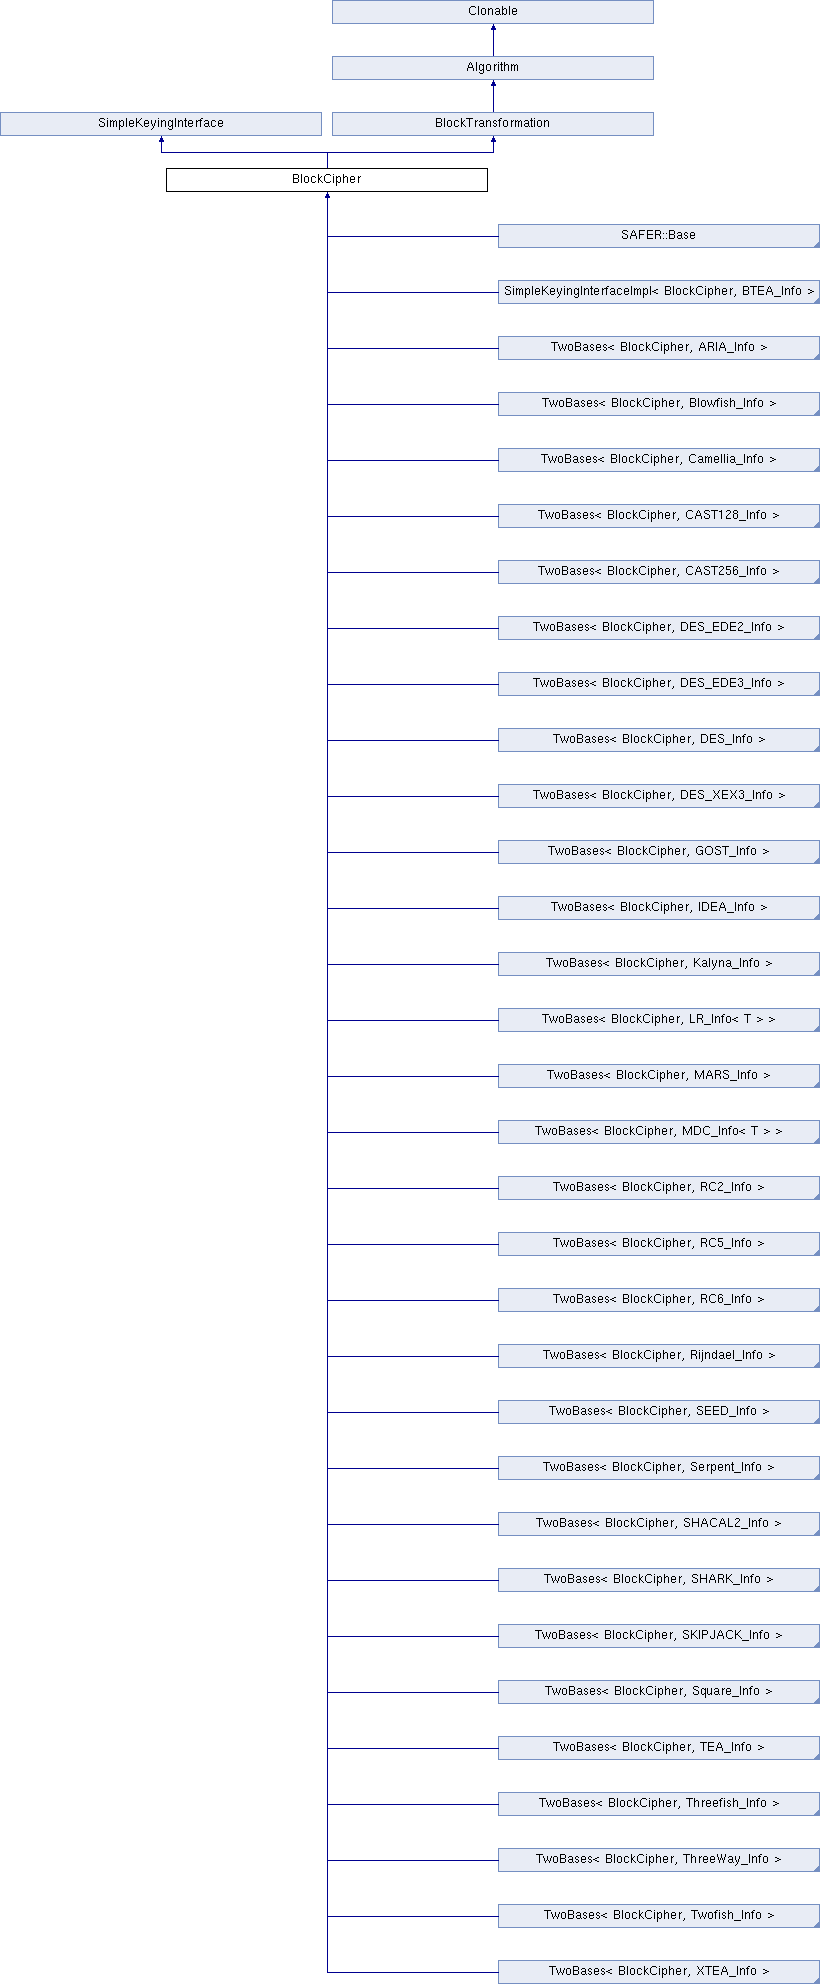 Clonable
Algorithm
SimpleKeyingInterface
BlockTransformation
BlockCipher
SAFER::Base
SimpleKeyingInterfaceImpl< BlockCipher, BTEA_Info >
TwoBases< BlockCipher, ARIA_Info >
TwoBases< BlockCipher, Blowfish_Info >
TwoBases< BlockCipher, Camellia_Info >
TwoBases< BlockCipher, CAST128_Info >
TwoBases< BlockCipher, CAST256_Info >
TwoBases< BlockCipher, DES_EDE2_Info >
TwoBases< BlockCipher, DES_EDE3_Info >
TwoBases< BlockCipher, DES_Info >
TwoBases< BlockCipher, DES_XEX3_Info >
TwoBases< BlockCipher, GOST_Info >
TwoBases< BlockCipher, IDEA_Info >
TwoBases< BlockCipher, Kalyna_Info >
TwoBases< BlockCipher, LR_Info< T > >
TwoBases< BlockCipher, MARS_Info >
TwoBases< BlockCipher, MDC_Info< T > >
TwoBases< BlockCipher, RC2_Info >
TwoBases< BlockCipher, RC5_Info >
TwoBases< BlockCipher, RC6_Info >
TwoBases< BlockCipher, Rijndael_Info >
TwoBases< BlockCipher, SEED_Info >
TwoBases< BlockCipher, Serpent_Info >
TwoBases< BlockCipher, SHACAL2_Info >
TwoBases< BlockCipher, SHARK_Info >
TwoBases< BlockCipher, SKIPJACK_Info >
TwoBases< BlockCipher, Square_Info >
TwoBases< BlockCipher, TEA_Info >
TwoBases< BlockCipher, Threefish_Info >
TwoBases< BlockCipher, ThreeWay_Info >
TwoBases< BlockCipher, Twofish_Info >
TwoBases< BlockCipher, XTEA_Info >